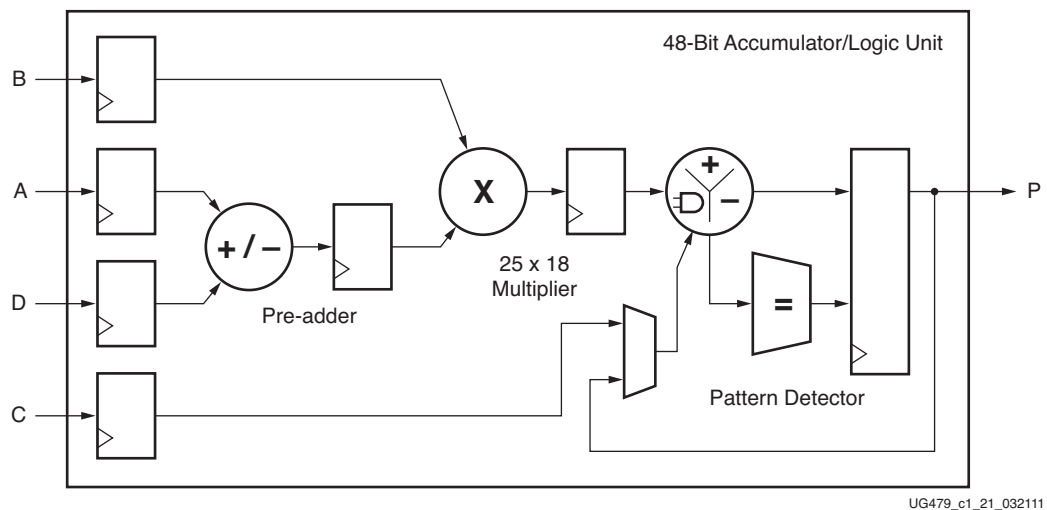 48-Bit Accumulator/Logic Unit
B
A
D
C
+ / –
Pre-adder
X
25 x 18
Multiplier
+
–
=
Pattern Detector
P
UG479_c1_21_032111